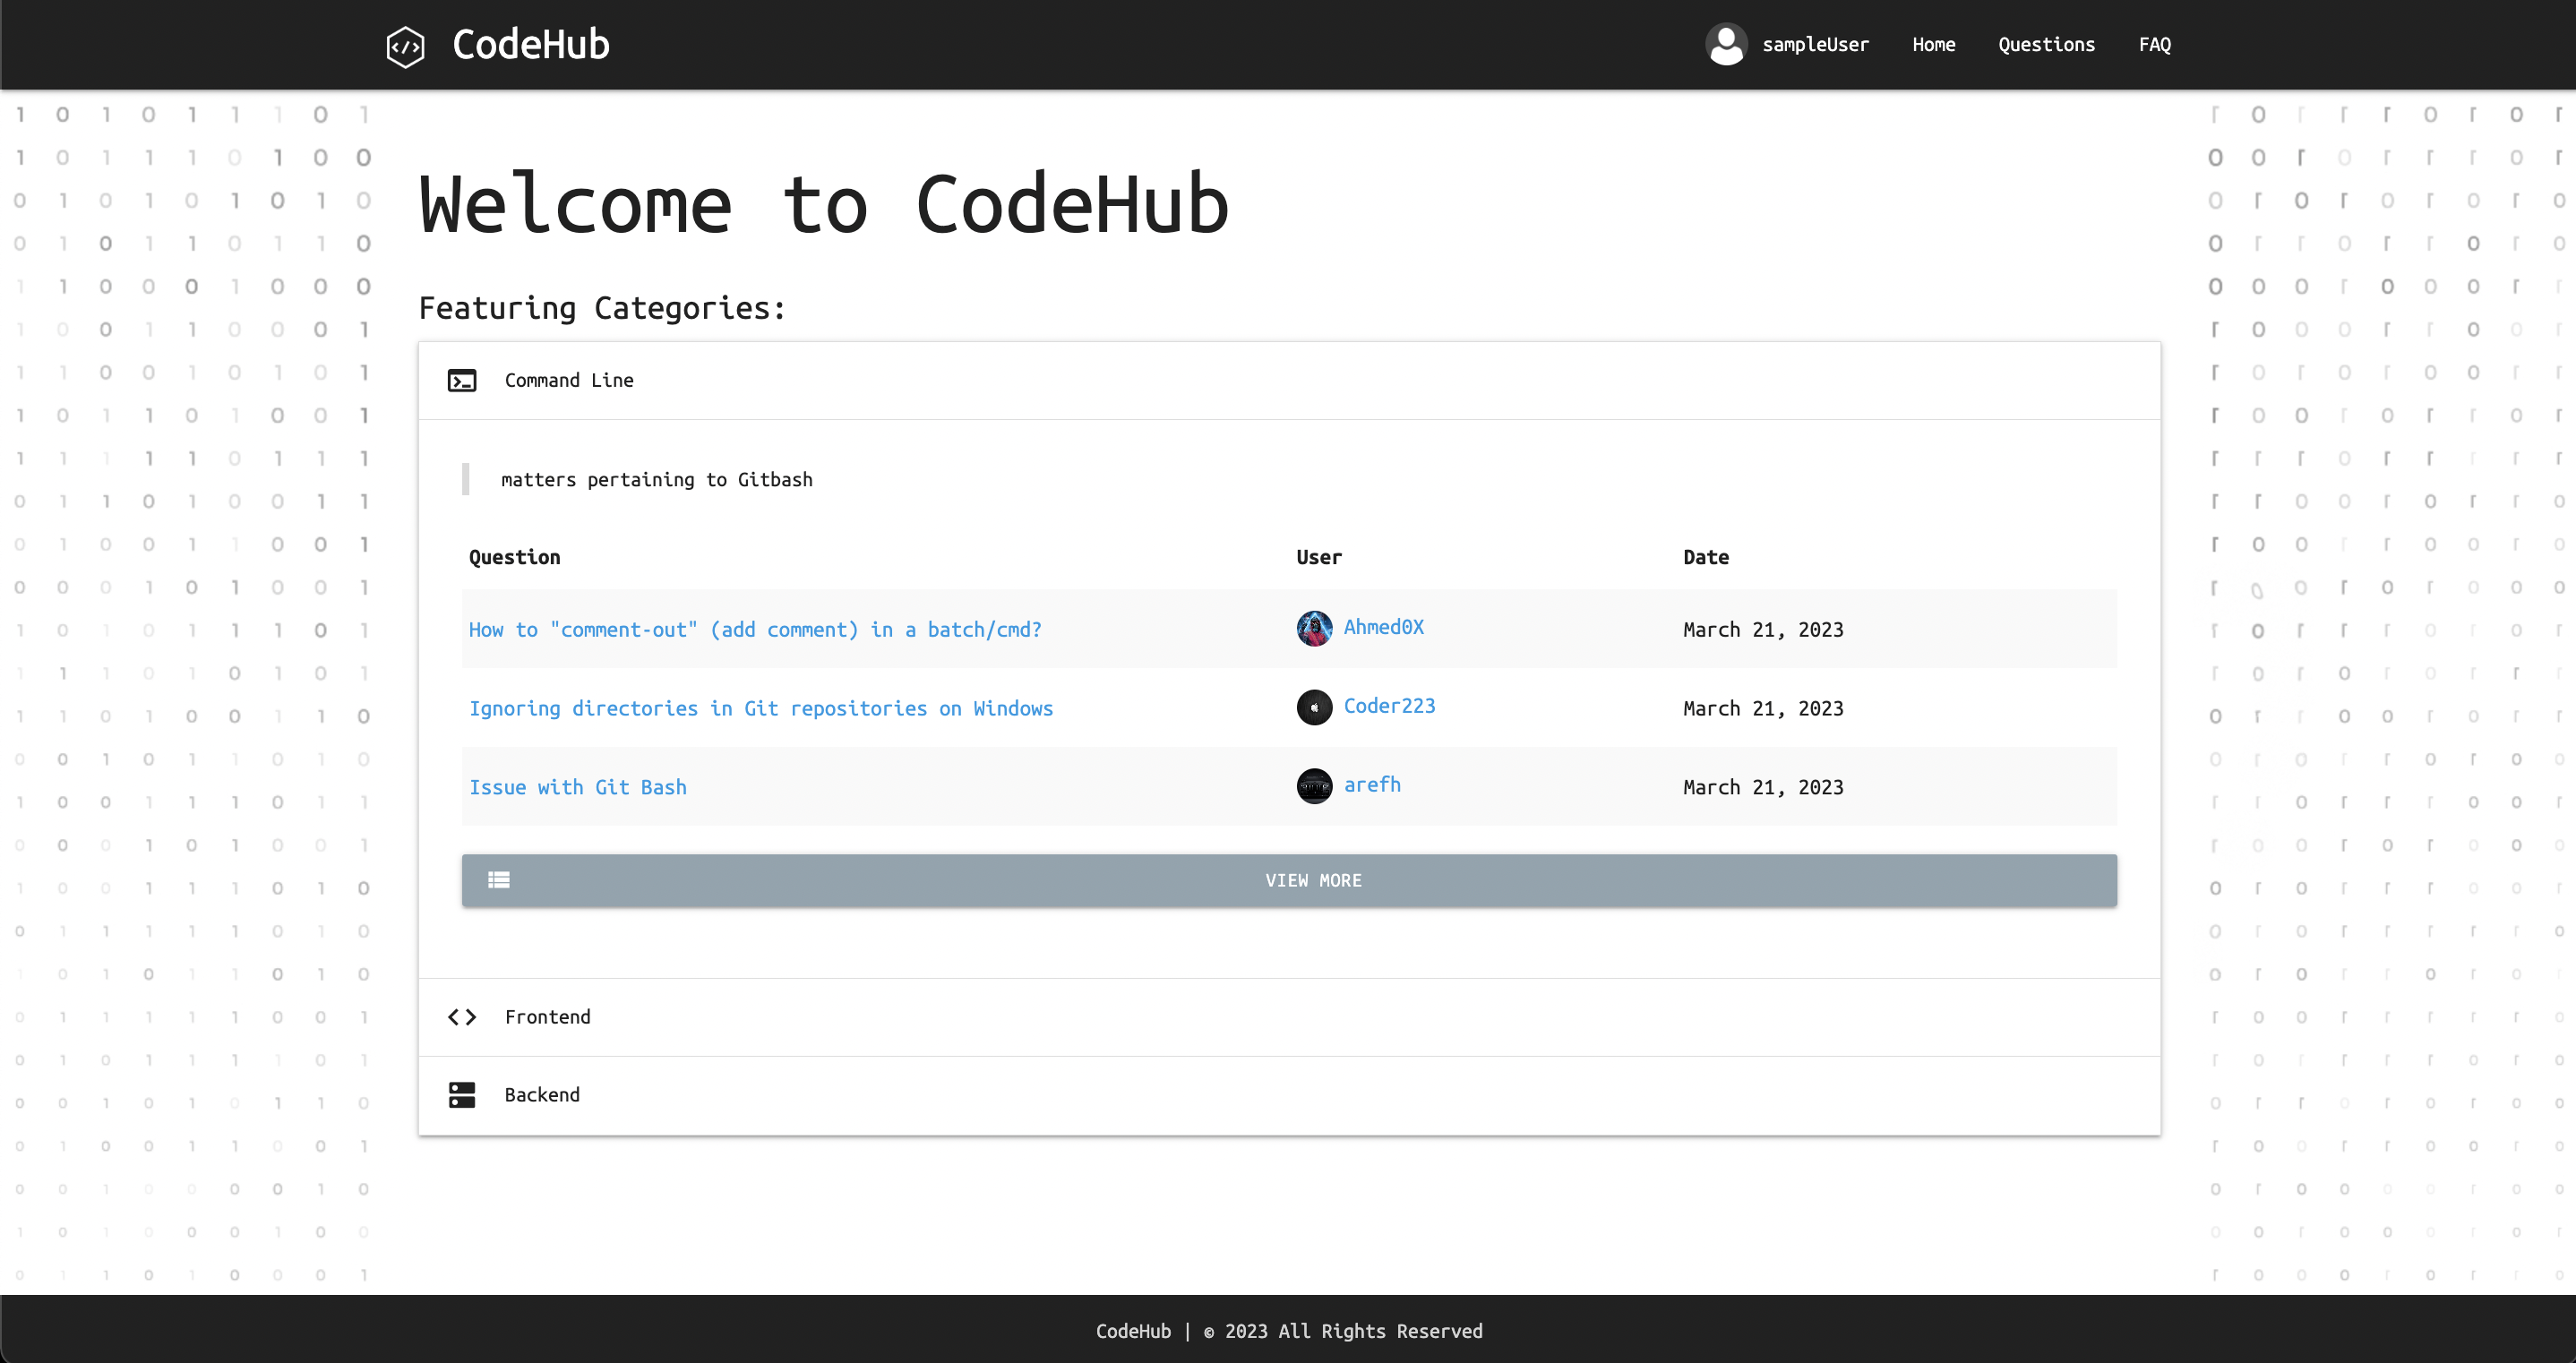 CodeHub
sampleUser Home Questions FAQ
Welcome to CodeHub
Featuring Categories:
Command Line
matters pertaining to Gitbash
Question User Date
How to "comment-out" (add comment) in a batch/cmd? Ahmed0X March 21, 2023
Ignoring directories in Git repositories on Windows Coder223 March 21, 2023
Issue with Git Bash arefh March 21, 2023
VIEW MORE
Frontend
Backend
CodeHub | © 2023 All Rights Reserved